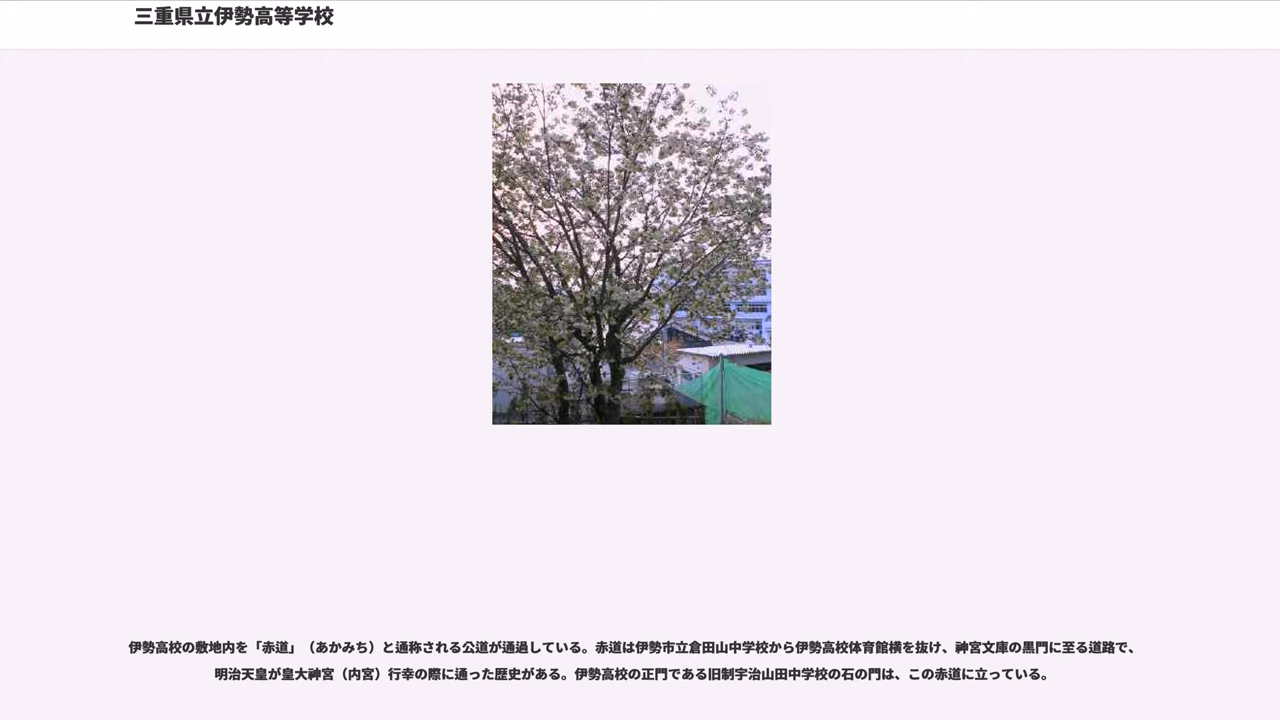 三重県立伊勢高等学校
伊勢高校の敷地内を「赤道」（あかみち）と通称される公道が通過している。赤道は伊勢市立倉田山中学校から伊勢高校体育館横を抜け、神宮文庫の黒門に至る道路で、
明治天皇が皇大神宮（内宮）行幸の際に通った歴史がある。伊勢高校の正門である旧制宇治山田中学校の石の門は、この赤道に立っている。